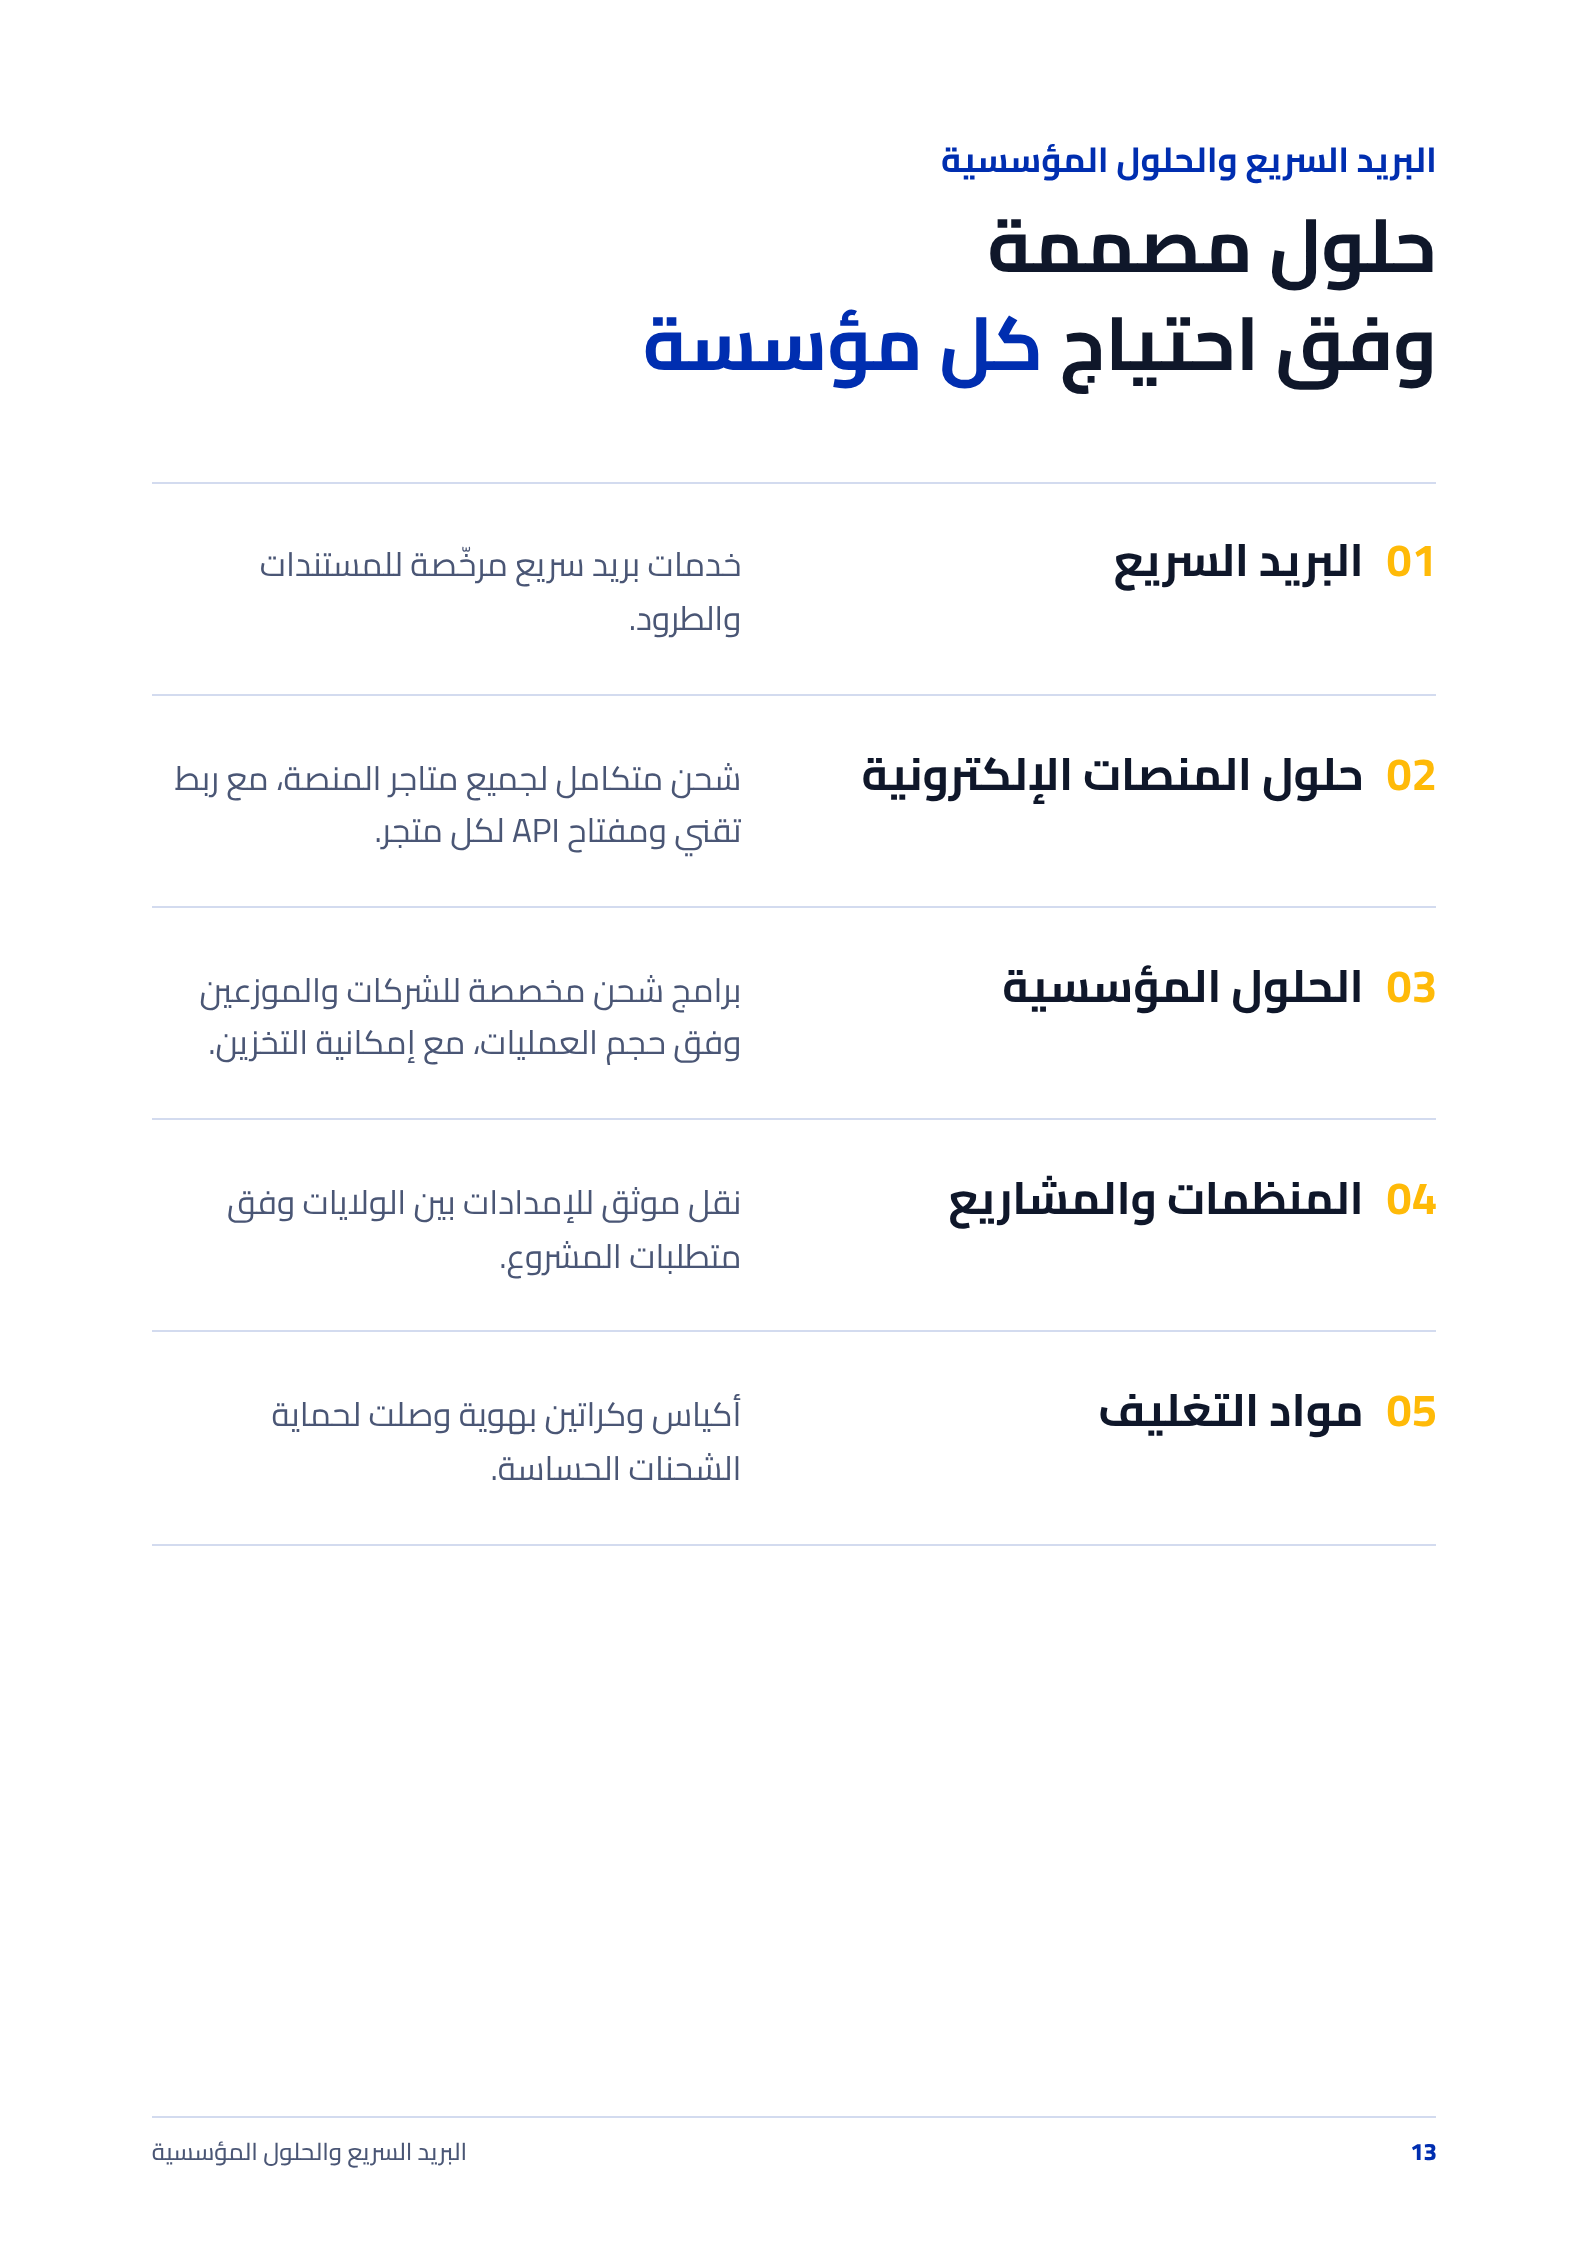 البريد السريع والحلول المؤسسية
حلول مصممة
وفق احتياج كل مؤسسة
01 البريد السريع
خدمات بريد سريع مرخّصة للمستندات
والطرود.
02 حلول المنصات الإلكترونية
شحن متكامل لجميع متاجر المنصة، مع ربط
تقني ومفتاح API لكل متجر.
03 الحلول المؤسسية
برامج شحن مخصصة للشركات والموزعين
وفق حجم العمليات، مع إمكانية التخزين.
04 المنظمات والمشاريع
نقل موثق للإمدادات بين الولايات وفق
متطلبات المشروع.
05 مواد التغليف
أكياس وكراتين بهوية وصلت لحماية
الشحنات الحساسة.
13 البريد السريع والحلول المؤسسية